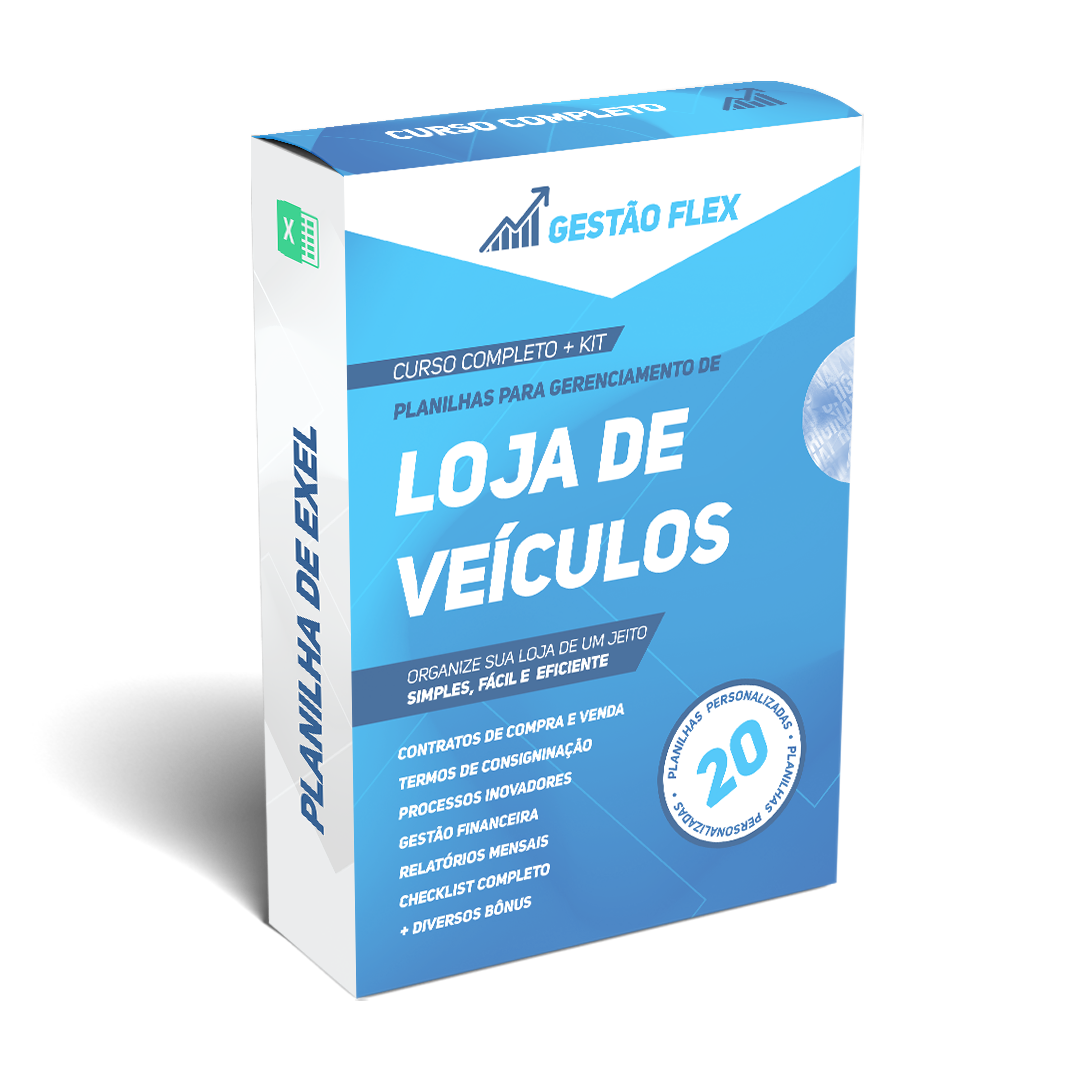 CURSO COMPLETO
GESTÃO FLEX
CURSO COMPLETO + KIT
PLANILHAS PARA GERENCIAMENTO DE
LOJA DE
VEÍCULOS
ORGANIZE SUA LOJA DE UM JEITO
SIMPLES, FÁCIL E EFICIENTE
CONTRATOS DE COMPRA E VENDA
TERMOS DE CONSIGNINAÇÃO
PROCESSOS INOVADORES
GESTÃO FINANCEIRA
RELATÓRIOS MENSAIS
CHECKLIST COMPLETO
+ DIVERSOS BÔNUS
PLANILHAS PERSONALIZADAS • PLANILHAS PERSONALIZADAS •
20
X
PLANILHA DE EXEL